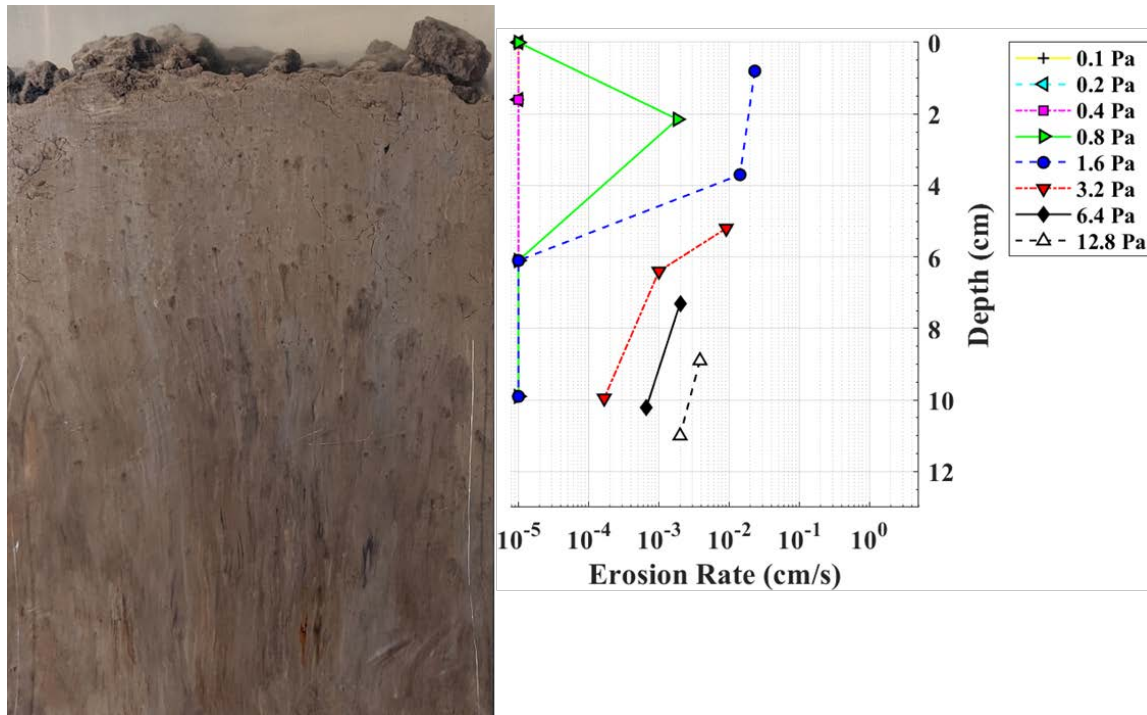 0
2
4
6
8
10
12
Depth (cm)
10-5 10-4 10-3 10-2 10-1 100
Erosion Rate (cm/s)
0.1 Pa
0.2 Pa
0.4 Pa
0.8 Pa
1.6 Pa
3.2 Pa
6.4 Pa
12.8 Pa